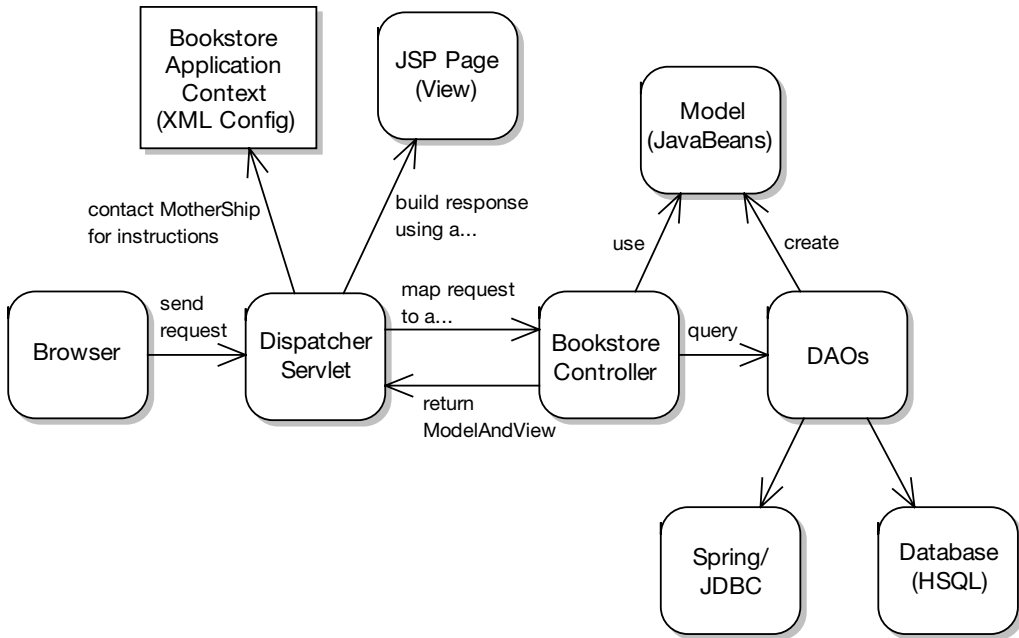 Bookstore
Application
Context
(XML Config)
JSP Page
(View)
Model
(JavaBeans)
contact MotherShip
for instructions
build response
using a...
use
create
Browser
send
request
Dispatcher
Servlet
map request
to a...
return
ModelAndView
Bookstore
Controller
query
DAOs
Spring/
JDBC
Database
(HSQL)